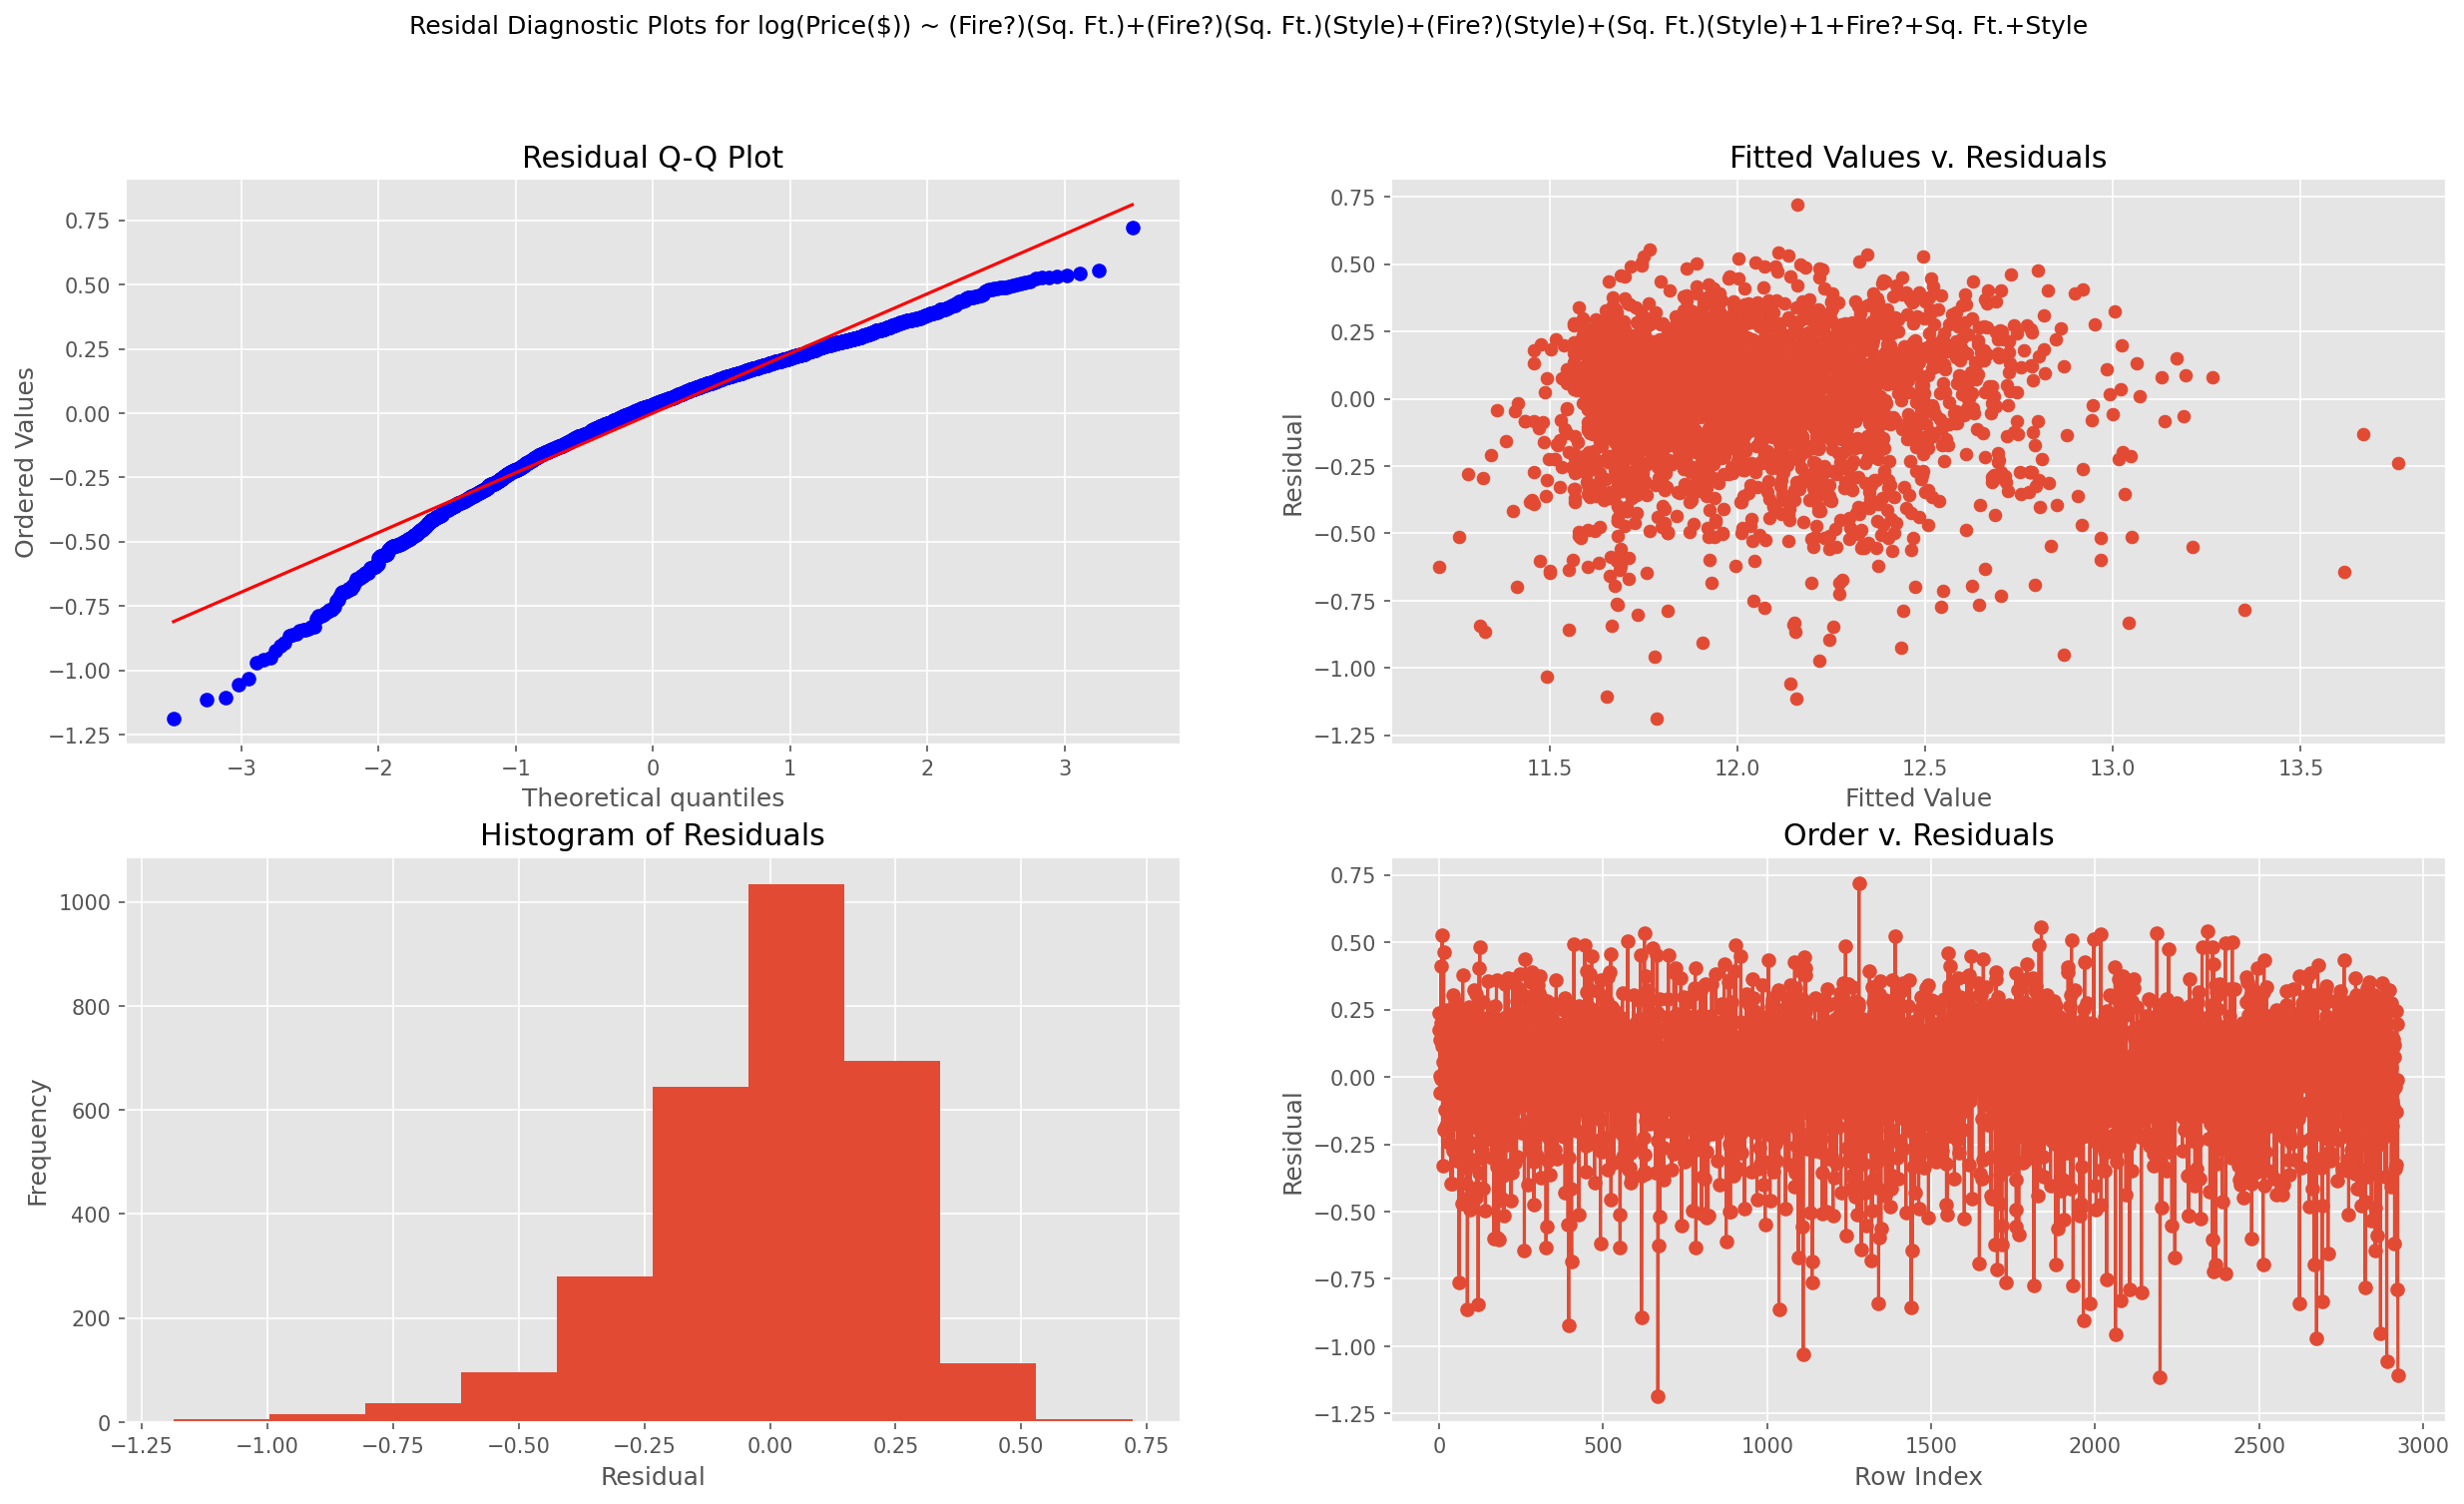 Residal Diagnostic Plots for log(Price($)) ~ (Fire?)(Sq. Ft.)+(Fire?)(Sq. Ft.)(Style)+(Fire?)(Style)+(Sq. Ft.)(Style)+1+Fire?+Sq. Ft.+Style
Residual Q-Q Plot
0.75
0.50
0.25
0.00
−0.25
−0.50
−0.75
−1.00
−1.25
Ordered Values
−3 −2 −1 0 1 2 3
Theoretical quantiles
Fitted Values v. Residuals
0.75
0.50
0.25
0.00
−0.25
−0.50
−0.75
−1.00
−1.25
Residual
11.5 12.0 12.5 13.0 13.5
Fitted Value
Histogram of Residuals
1000
800
600
400
200
0
Frequency
−1.25 −1.00 −0.75 −0.50 −0.25 0.00 0.25 0.50 0.75
Residual
Order v. Residuals
0.75
0.50
0.25
0.00
−0.25
−0.50
−0.75
−1.00
−1.25
Residual
0 500 1000 1500 2000 2500 3000
Row Index